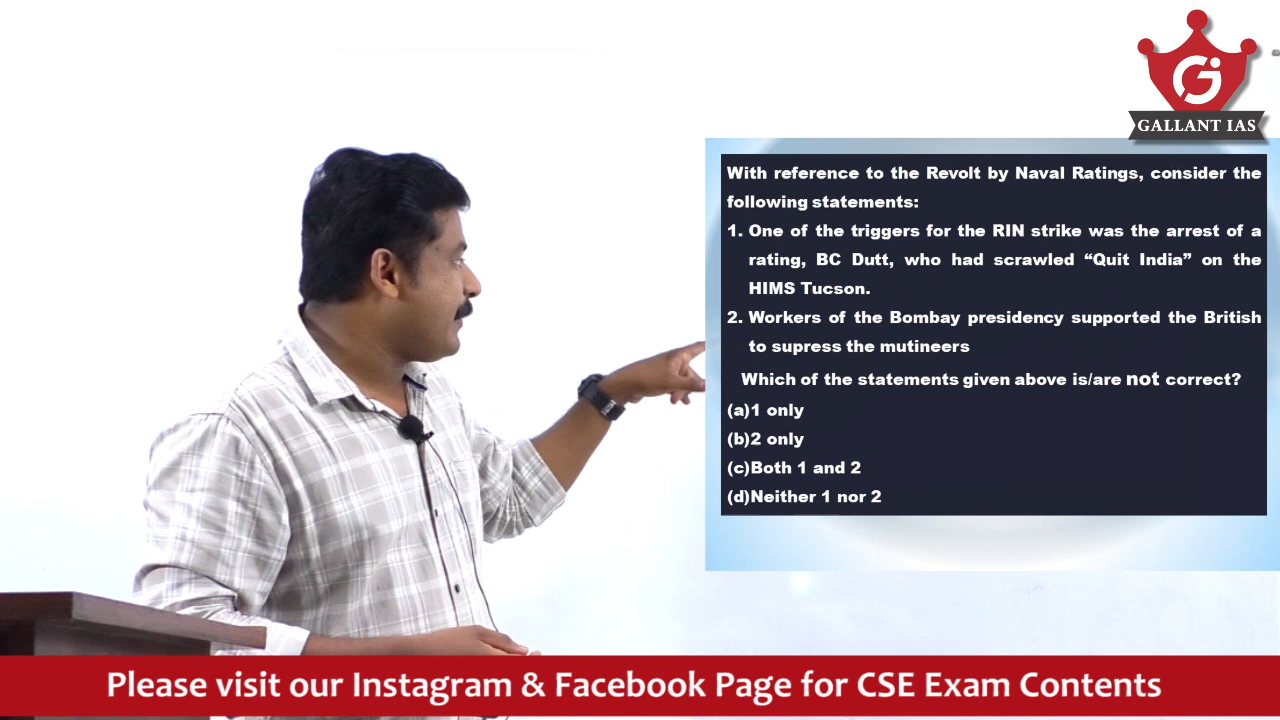 GALLANT IAS
With reference to the Revolt by Naval Ratings, consider the
following statements:
1. One of the triggers for the RIN strike was the arrest of a
rating, BC Dutt, who had scrawled “Quit India” on the
HIMS Tucson.
2. Workers of the Bombay presidency supported the British
to supress the mutineers
Which of the statements given above is/are not correct?
(a)1 only
(b)2 only
(c)Both 1 and 2
(d)Neither 1 nor 2
Please visit our Instagram & Facebook Page for CSE Exam Contents